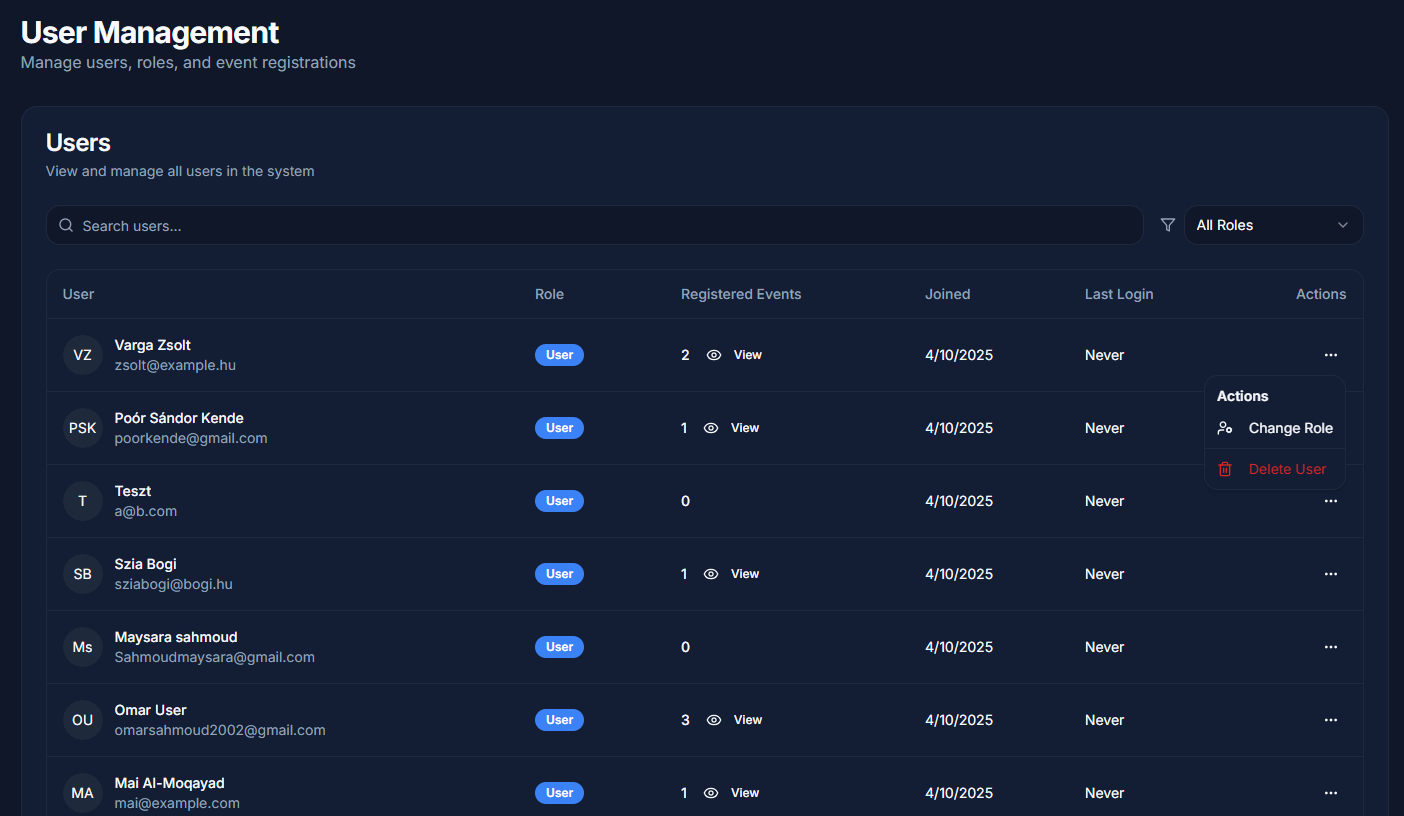 User Management
Manage users, roles, and event registrations
Users
View and manage all users in the system
Search users...
All Roles
User Role Registered Events Joined Last Login Actions
VZ Varga Zsolt User 2 View 4/10/2025 Never
zsolt@example.hu
Actions
PSK Poór Sándor Kende User 1 View 4/10/2025 Never Change Role
poorkende@gmail.com
Delete User
T Teszt User 0 4/10/2025 Never
a@b.com
SB Szia Bogi User 1 View 4/10/2025 Never
sziabogi@bogi.hu
Ms Maysara sahmoud User 0 4/10/2025 Never
Sahmoudmaysara@gmail.com
OU Omar User User 3 View 4/10/2025 Never
omarsahmoud2002@gmail.com
MA Mai Al-Moqayad User 1 View 4/10/2025 Never
mai@example.com